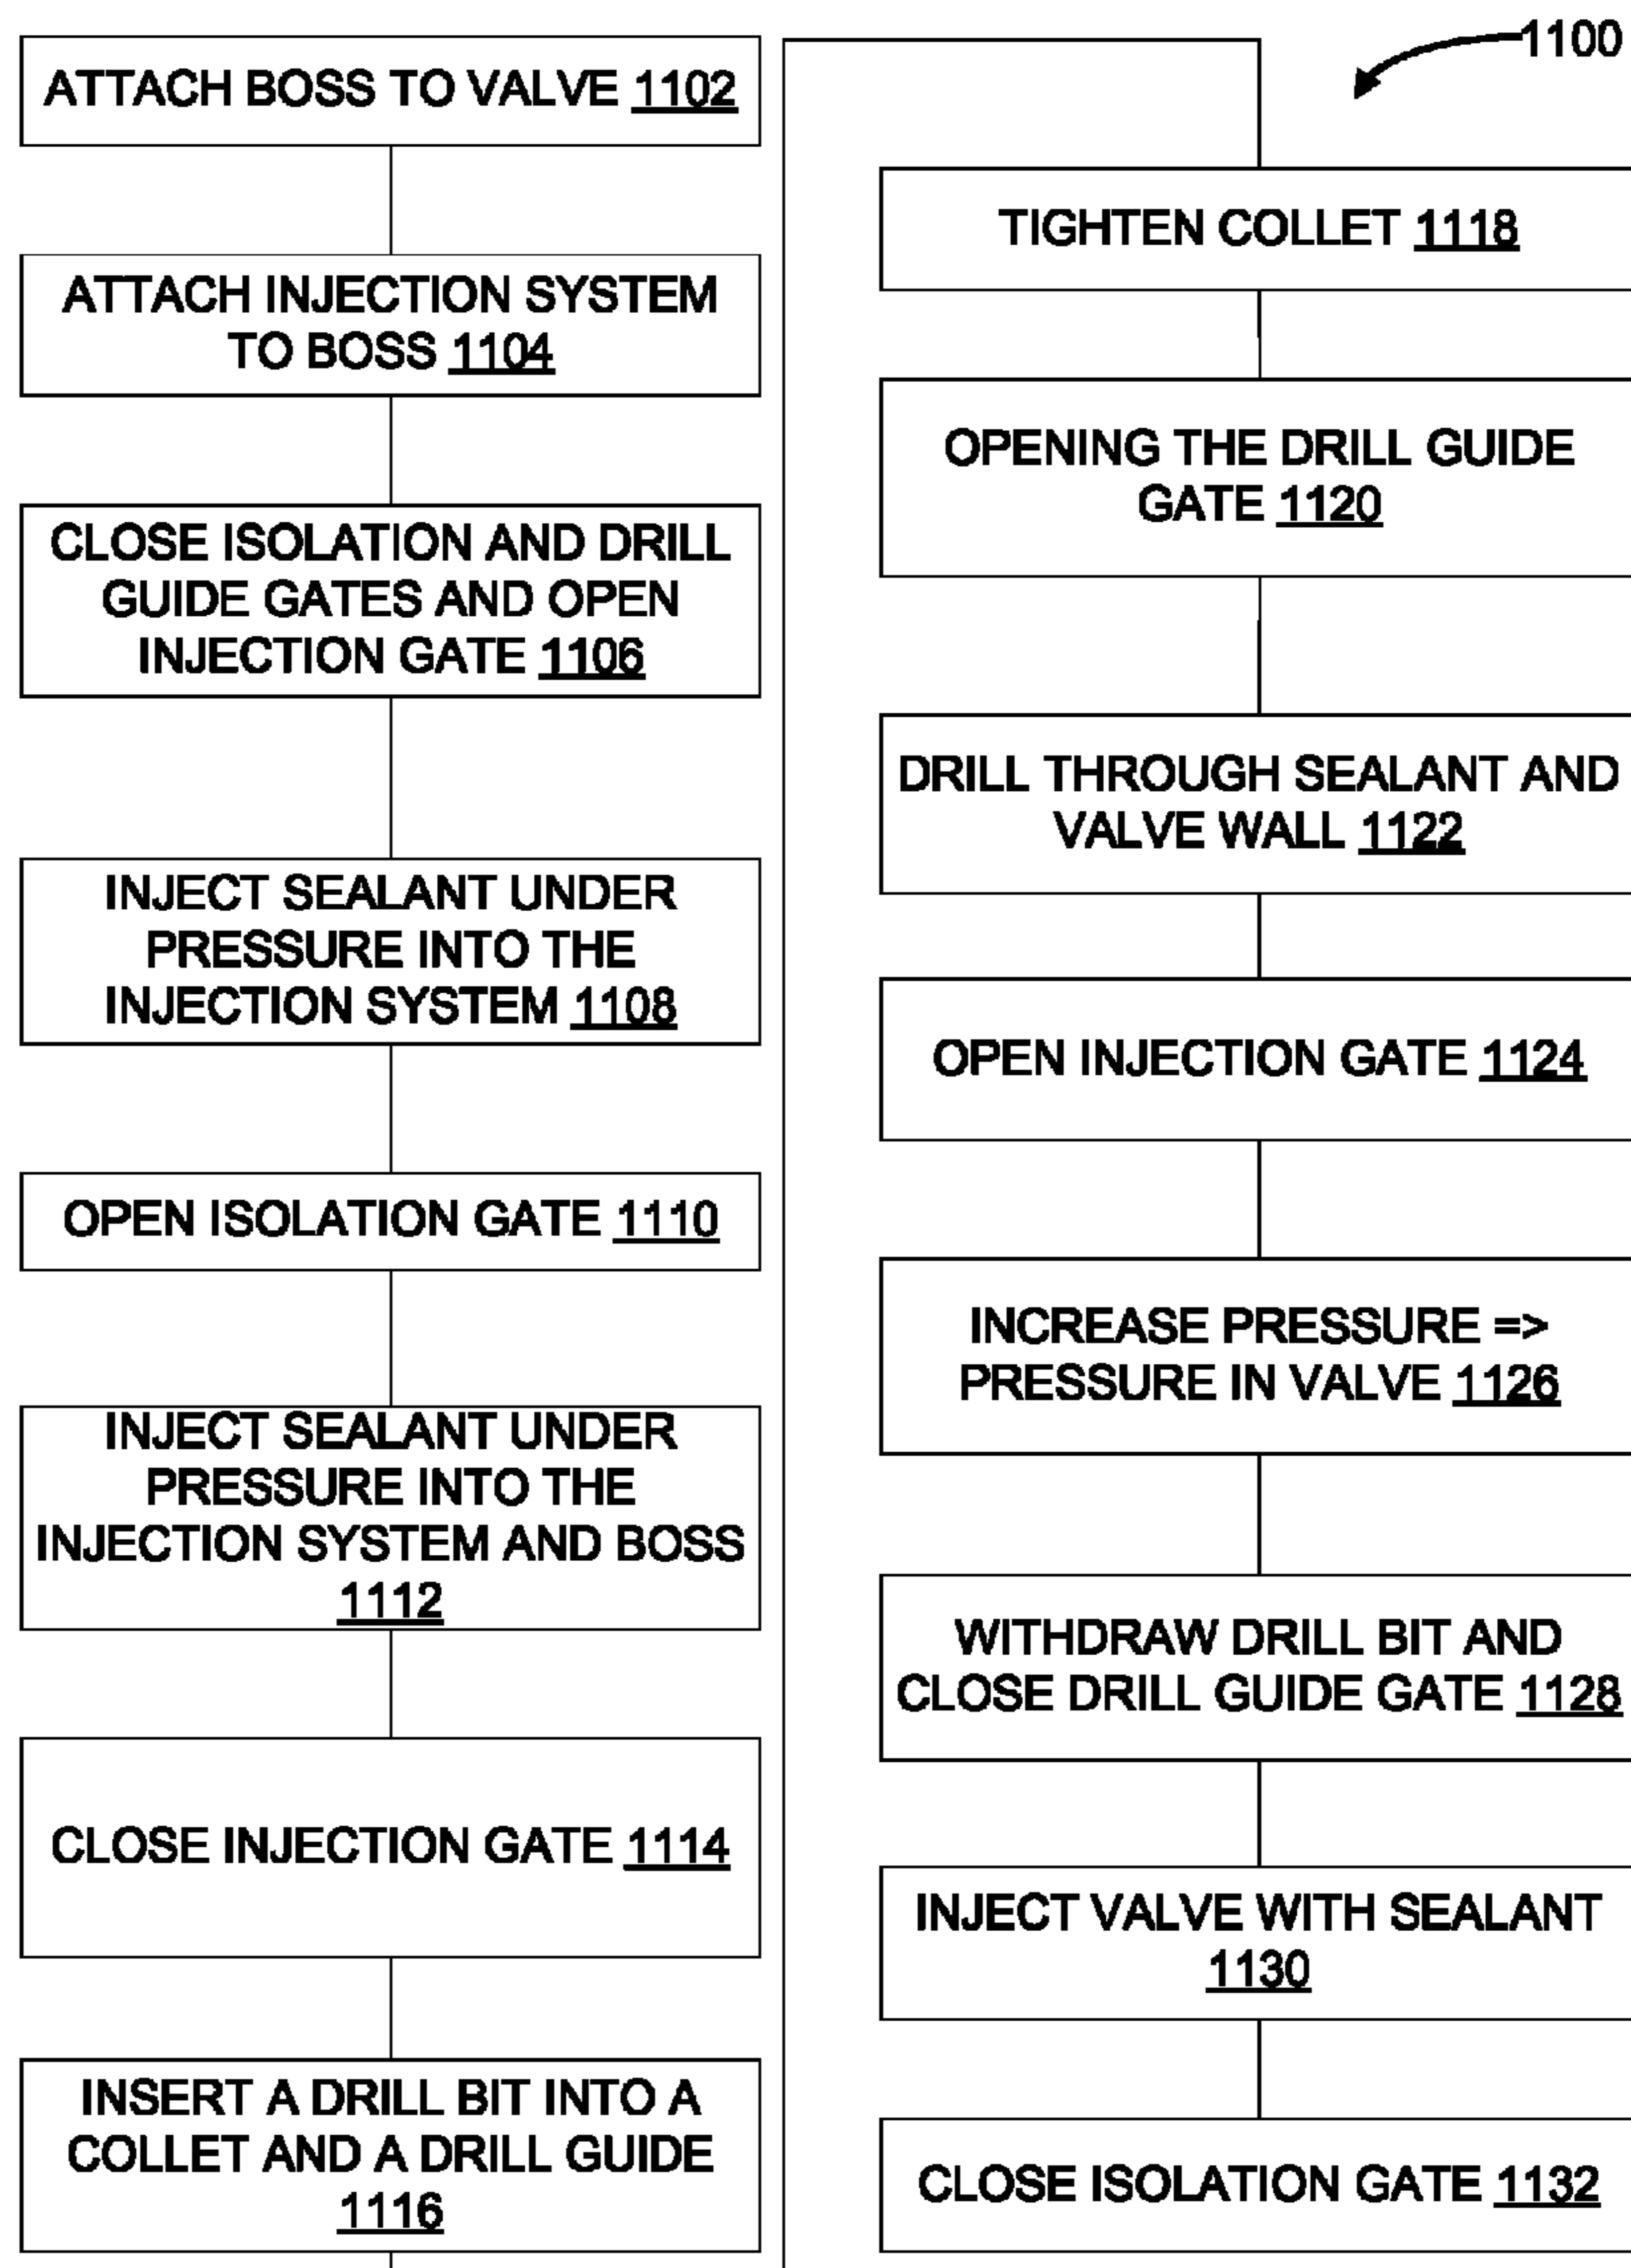 1100
ATTACH BOSS TO VALVE 1102
ATTACH INJECTION SYSTEM
TO BOSS 1104
CLOSE ISOLATION AND DRILL
GUIDE GATES AND OPEN
INJECTION GATE 1106
INJECT SEALANT UNDER
PRESSURE INTO THE
INJECTION SYSTEM 1108
OPEN ISOLATION GATE 1110
INJECT SEALANT UNDER
PRESSURE INTO THE
INJECTION SYSTEM AND BOSS
1112
CLOSE INJECTION GATE 1114
INSERT A DRILL BIT INTO A
COLLET AND A DRILL GUIDE
1116
TIGHTEN COLLET 1118
OPENING THE DRILL GUIDE
GATE 1120
DRILL THROUGH SEALANT AND
VALVE WALL 1122
OPEN INJECTION GATE 1124
INCREASE PRESSURE =>
PRESSURE IN VALVE 1126
WITHDRAW DRILL BIT AND
CLOSE DRILL GUIDE GATE 1128
INJECT VALVE WITH SEALANT
1130
CLOSE ISOLATION GATE 1132